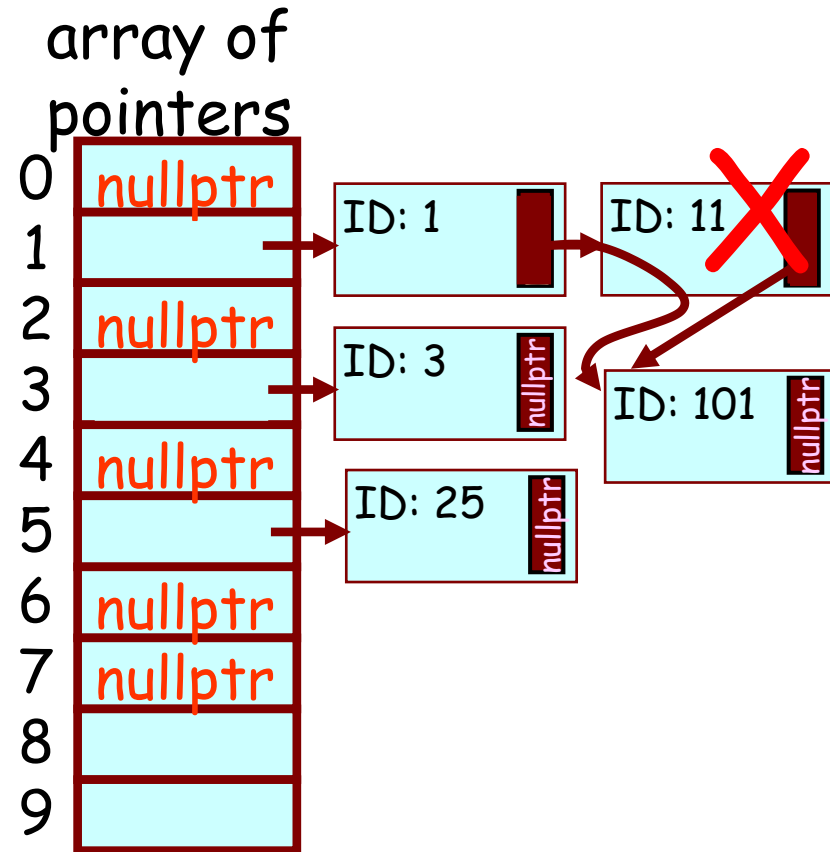 array of
pointers
0 nullptr
1 ID: 1 ID: 11
2 nullptr
3 ID: 3 nullptr ID: 101 nullptr
4 nullptr
5 ID: 25 nullptr
6 nullptr
7 nullptr
8
9